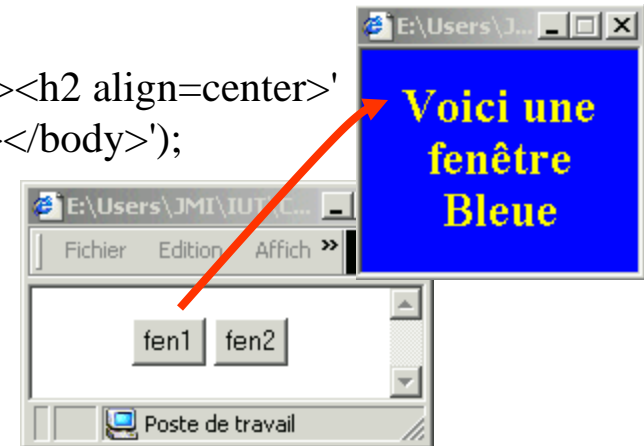 E:\Users\J...
><h2 align=center>'
></body>');
Voici une
fenêtre
Bleue
E:\Users\JMI\IUT\C...
Fichier Edition Affich »
fen1 fen2
Poste de travail